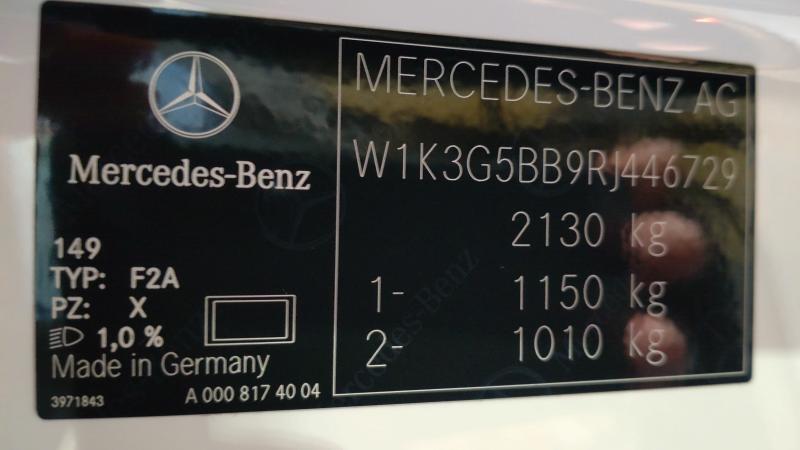 Mercedes-Benz
149
TYP: F2A
PZ: X
1,0 %
Made in Germany
3971843
A 000 817 40 04
MERCEDES-BENZ AG
W1K3G5BB9RJ446729
2130 kg
1- 1150 kg
2- 1010 kg